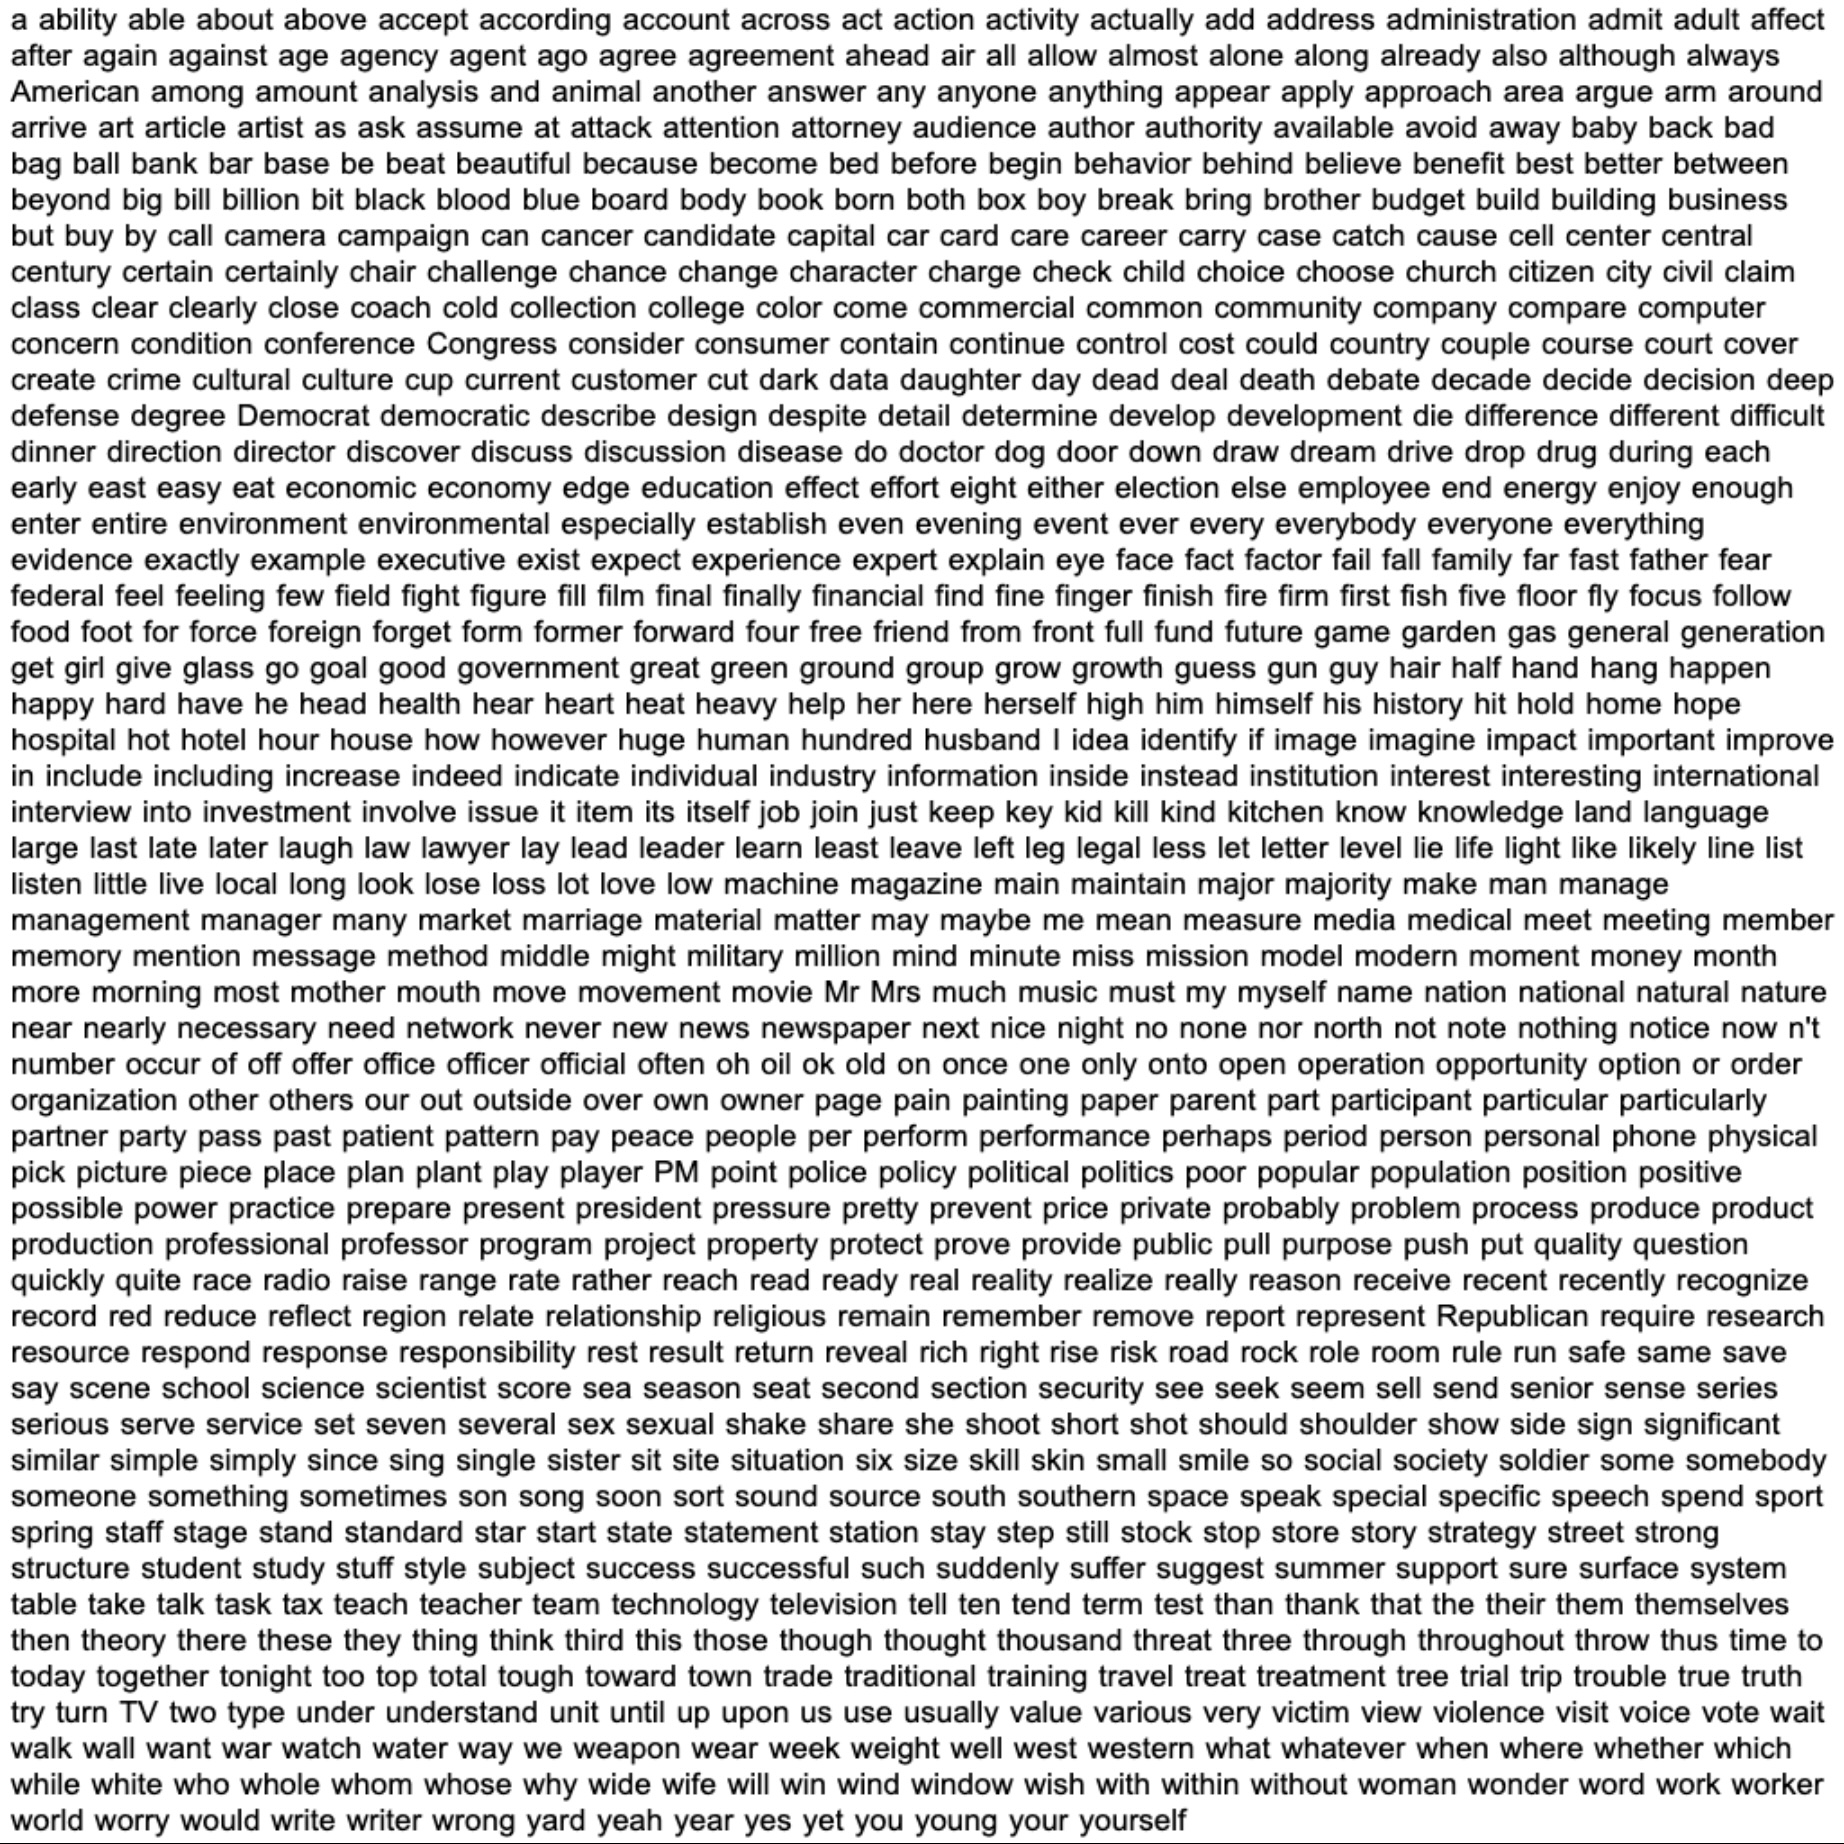 a ability able about above accept according account across act action activity actually add address administration admit adult affect
after again against age agency agent ago agree agreement ahead air all allow almost alone along already also although always
American among amount analysis and animal another answer any anyone anything appear apply approach area argue arm around
arrive art article artist as ask assume at attack attention attorney audience author authority available avoid away baby back bad
bag ball bank bar base be beat beautiful because become bed before begin behavior behind believe benefit best better between
beyond big bill billion bit black blood blue board body book born both box boy break bring brother budget build building business
but buy by call camera campaign can cancer candidate capital car card care career carry case catch cause cell center central
century certain certainly chair challenge chance change character charge check child choice choose church citizen city civil claim
class clear clearly close coach cold collection college color come commercial common community company compare computer
concern condition conference Congress consider consumer contain continue control cost could country couple course court cover
create crime cultural culture cup current customer cut dark data daughter day dead deal death debate decade decide decision deep
defense degree Democrat democratic describe design despite detail determine develop development die difference different difficult
dinner direction director discover discuss discussion disease do doctor dog door down draw dream drive drop drug during each
early east easy eat economic economy edge education effect effort eight either election else employee end energy enjoy enough
enter entire environment environmental especially establish even evening event ever every everybody everyone everything
evidence exactly example executive exist expect experience expert explain eye face fact factor fail fall family far fast father fear
federal feel feeling few field fight figure fill film final finally financial find fine finger finish fire firm first fish five floor fly focus follow
food foot for force foreign forget form former forward four free friend from front full fund future game garden gas general generation
get girl give glass go goal good government great green ground group grow growth guess gun guy hair half hand hang happen
happy hard have he head health hear heart heat heavy help her here herself high him himself his history hit hold home hope
hospital hot hotel hour house how however huge human hundred husband I idea identify if image imagine impact important improve
in include including increase indeed indicate individual industry information inside instead institution interest interesting international
interview into investment involve issue it item its itself job join just keep key kid kill kind kitchen know knowledge land language
large last late later laugh law lawyer lay lead leader learn least leave left leg legal less let letter level lie life light like likely line list
listen little live local long look lose loss lot love low machine magazine main maintain major majority make man manage
management manager many market marriage material matter may maybe me mean measure media medical meet meeting member
memory mention message method middle might military million mind minute miss mission model modern moment money month
more morning most mother mouth move movement movie Mr Mrs much music must my myself name nation national natural nature
near nearly necessary need network never new news newspaper next nice night no none nor north not note nothing notice now n't
number occur of off offer office officer official often oh oil ok old on once one only onto open operation opportunity option or order
organization other others our out outside over own owner page pain painting paper parent part participant particular particularly
partner party pass past patient pattern pay peace people per perform performance perhaps period person personal phone physical
pick picture piece place plan plant play player PM point police policy political politics poor popular population position positive
possible power practice prepare present president pressure pretty prevent price private probably problem process produce product
production professional professor program project property protect prove provide public pull purpose push put quality question
quickly quite race radio raise range rate rather reach read ready real reality realize really reason receive recent recently recognize
record red reduce reflect region relate relationship religious remain remember remove report represent Republican require research
resource respond response responsibility rest result return reveal rich right rise risk road rock role room rule run safe same save
say scene school science scientist score sea season seat second section security see seek seem sell send senior sense series
serious serve service set seven several sex sexual shake share she shoot short shot should shoulder show side sign significant
similar simple simply since sing single sister sit site situation six size skill skin small smile so social society soldier some somebody
someone something sometimes son song soon sort sound source south southern space speak special specific speech spend sport
spring staff stage stand standard star start state statement station stay step still stock stop store story strategy street strong
structure student study stuff style subject success successful such suddenly suffer suggest summer support sure surface system
table take talk task tax teach teacher team technology television tell ten tend term test than thank that the their them themselves
then theory there these they thing think third this those though thought thousand threat three through throughout throw thus time to
today together tonight too top total tough toward town trade traditional training travel treat treatment tree trial trip trouble true truth
try turn TV two type under understand unit until up upon us use usually value various very victim view violence visit voice vote wait
walk wall want war watch water way we weapon wear week weight well west western what whatever when where whether which
while white who whole whom whose why wide wife will win wind window wish with within without woman wonder word work worker
world worry would write writer wrong yard yeah year yes yet you young your yourself